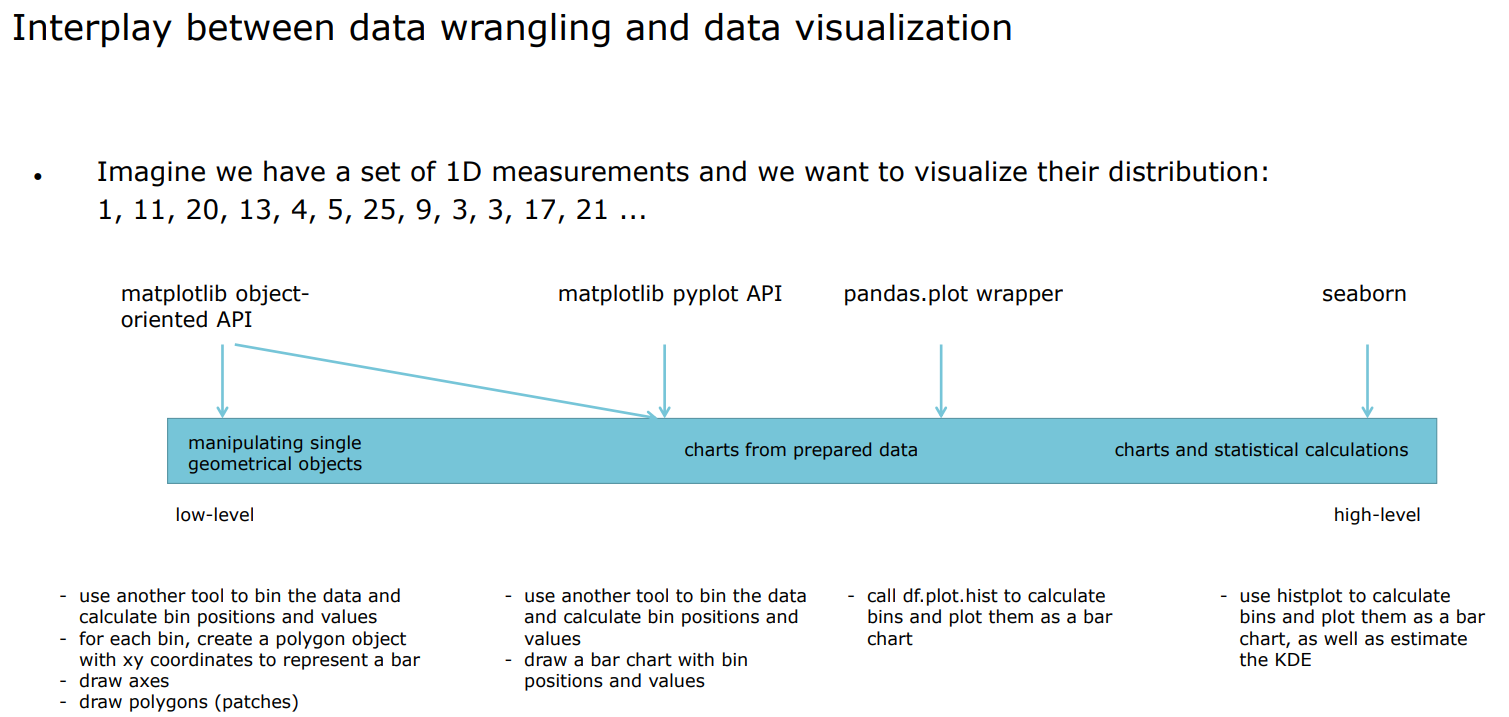 Interplay between data wrangling and data visualization
• Imagine we have a set of 1D measurements and we want to visualize their distribution:
1, 11, 20, 13, 4, 5, 25, 9, 3, 3, 17, 21 ...
matplotlib object-
oriented API
matplotlib pyplot API
pandas.plot wrapper
seaborn
manipulating single
geometrical objects
charts from prepared data
charts and statistical calculations
low-level
high-level
- use another tool to bin the data and
calculate bin positions and values
- for each bin, create a polygon object
with xy coordinates to represent a bar
- draw axes
- draw polygons (patches)
- use another tool to bin the data
and calculate bin positions and
values
- draw a bar chart with bin
positions and values
- call df.plot.hist to calculate
bins and plot them as a bar
chart
- use histplot to calculate
bins and plot them as a bar
chart, as well as estimate
the KDE